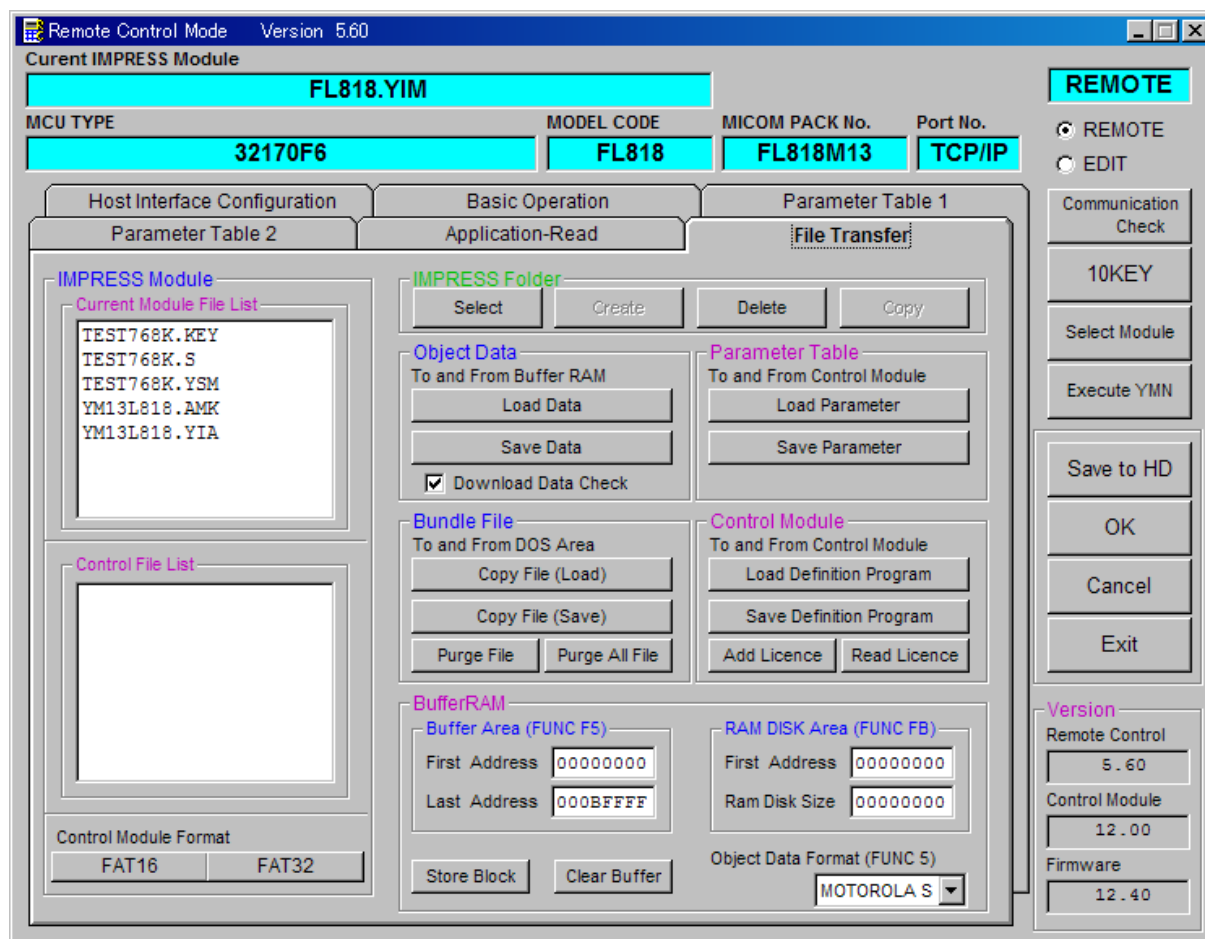 Remote Control Mode Version 5.60
Curent IMPRESS Module
FL818.YIM
REMOTE
MCU TYPE MODEL CODE MICOM PACK No. Port No.
32170F6 FL818 FL818M13 TCP/IP
REMOTE
EDIT
Host Interface Configuration Basic Operation Parameter Table 1
Parameter Table 2 Application-Read File Transfer
Communication
Check
10KEY
Select Module
Execute YMN
Save to HD
OK
Cancel
Exit
IMPRESS Module
Current Module File List
TEST768K.KEY
TEST768K.S
TEST768K.YSM
YM13L818.AMK
YM13L818.YIA
Control File List
Control Module Format
FAT16 FAT32
IMPRESS Folder
Select Create Delete Copy
Object Data
To and From Buffer RAM
Load Data
Save Data
Download Data Check
Parameter Table
To and From Control Module
Load Parameter
Save Parameter
Bundle File
To and From DOS Area
Copy File (Load)
Copy File (Save)
Purge File Purge All File
Control Module
To and From Control Module
Load Definition Program
Save Definition Program
Add Licence Read Licence
BufferRAM
Buffer Area (FUNC F5)
First Address 00000000
Last Address 000BFFFF
RAM DISK Area (FUNC FB)
First Address 00000000
Ram Disk Size 00000000
Store Block Clear Buffer
Object Data Format (FUNC 5)
MOTOROLA S
Version
Remote Control
5.60
Control Module
12.00
Firmware
12.40